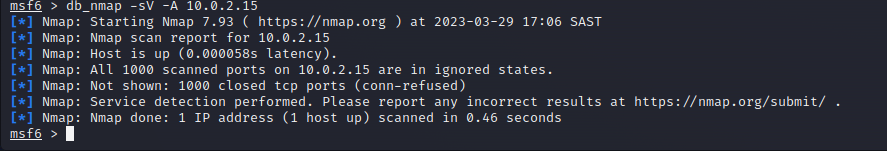 msf6 > db_nmap -sV -A 10.0.2.15
[*] Nmap: Starting Nmap 7.93 ( https://nmap.org ) at 2023-03-29 17:06 SAST
[*] Nmap: Nmap scan report for 10.0.2.15
[*] Nmap: Host is up (0.000058s latency).
[*] Nmap: All 1000 scanned ports on 10.0.2.15 are in ignored states.
[*] Nmap: Not shown: 1000 closed tcp ports (conn-refused)
[*] Nmap: Service detection performed. Please report any incorrect results at https://nmap.org/submit/ .
[*] Nmap: Nmap done: 1 IP address (1 host up) scanned in 0.46 seconds
msf6 >